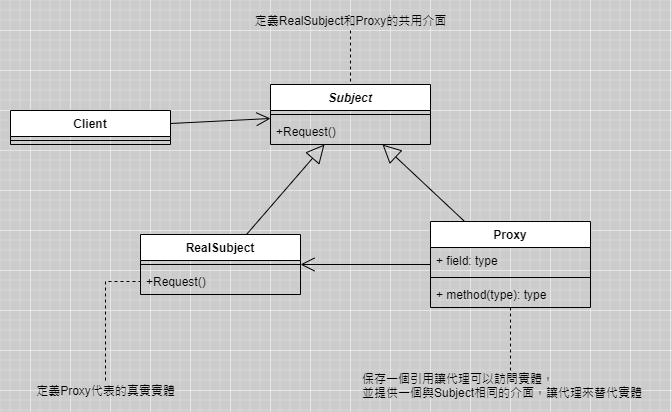 定義RealSubject和Proxy的共用介面
Subject
+Request()
Client
RealSubject
+Request()
Proxy
+ field: type
+ method(type): type
定義Proxy代表的真實實體
保存一個引用讓代理可以訪問實體，
並提供一個與Subject相同的介面，讓代理來替代實體